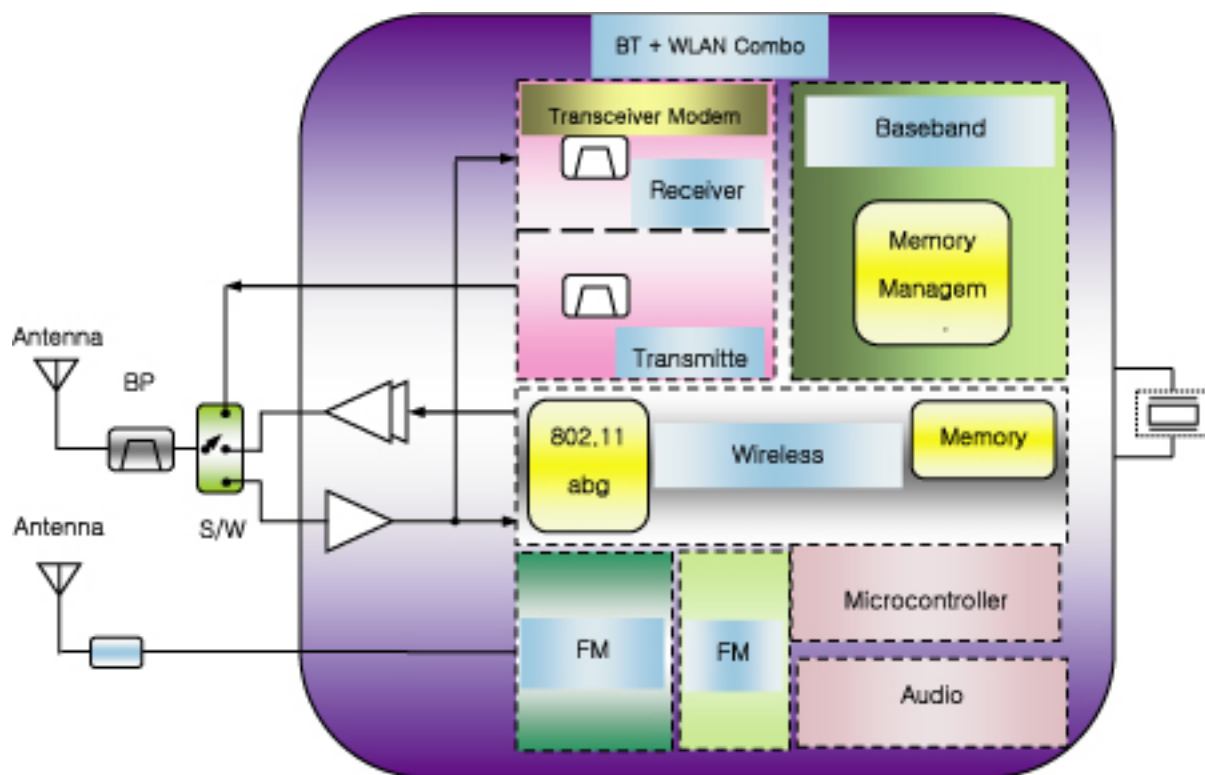 BT + WLAN Combo
Transceiver Modem
Receiver
Transmitte
Baseband
Memory
Managem
.
Antenna
BP
S/W
Antenna
802.11
abg
Wireless
Memory
FM
FM
Microcontroller
Audio